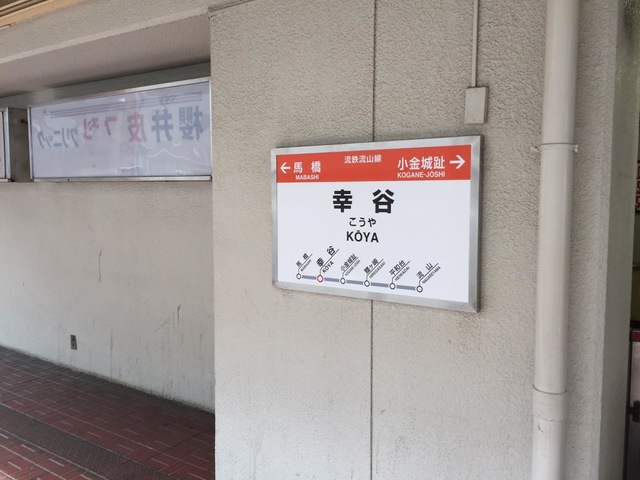 櫻井皮フ科
クリニック
流鉄流山線
← 馬橋 小金城趾 →
MABASHI KOGANE-JŌSHI
幸谷
こうや
KŌYA
馬橋 幸谷 小金城趾 鰭ヶ崎 平和台 流山
KŌYA